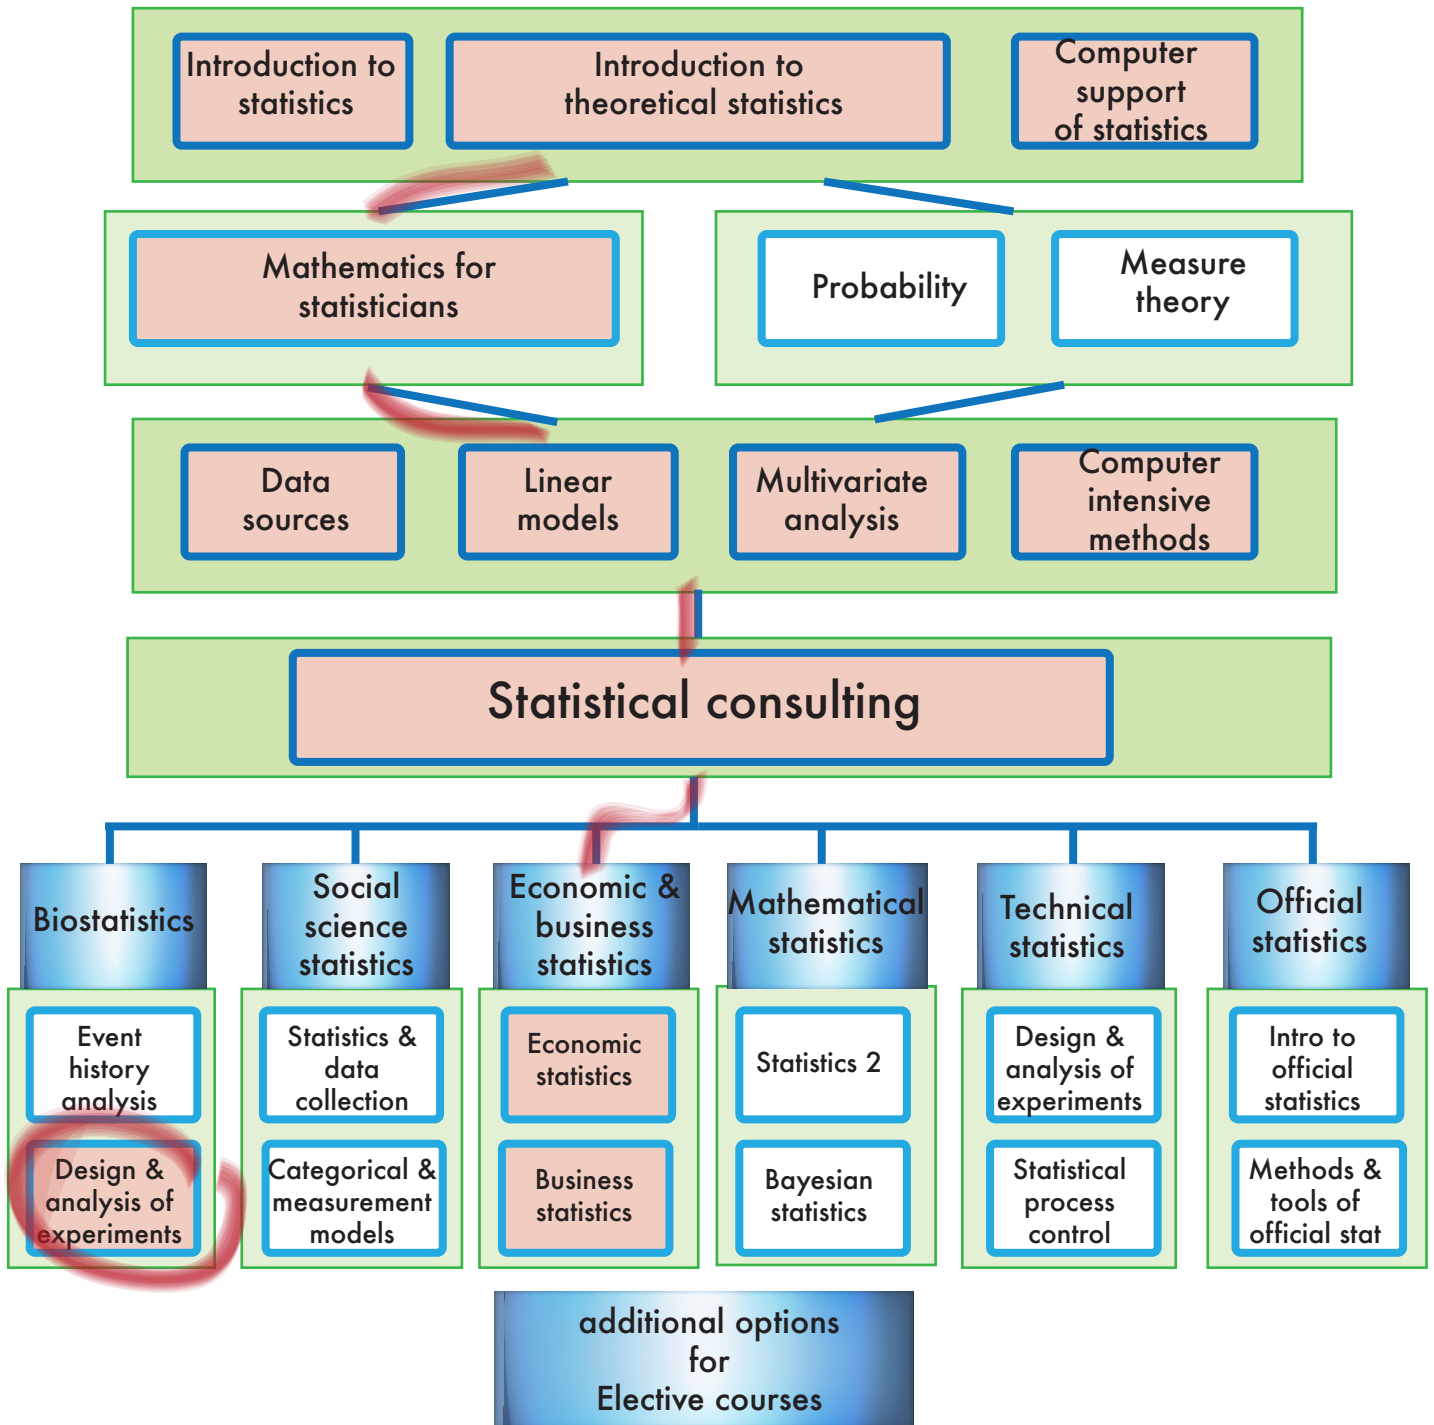 Introduction to
statistics
Introduction to
theoretical statistics
Computer
support
of statistics
Mathematics for
statisticians
Probability
Measure
theory
Data
sources
Linear
models
Multivariate
analysis
Computer
intensive
methods
Statistical consulting
Biostatistics
Social
science
statistics
Economic &
business
statistics
Mathematical
statistics
Technical
statistics
Official
statistics
Event
history
analysis
Statistics &
data
collection
Economic
statistics
Statistics 2
Design &
analysis of
experiments
Intro to
official
statistics
Design &
analysis of
experiments
Categorical &
measurement
models
Business
statistics
Bayesian
statistics
Statistical
process
control
Methods &
tools of
official stat
additional options
for
Elective courses